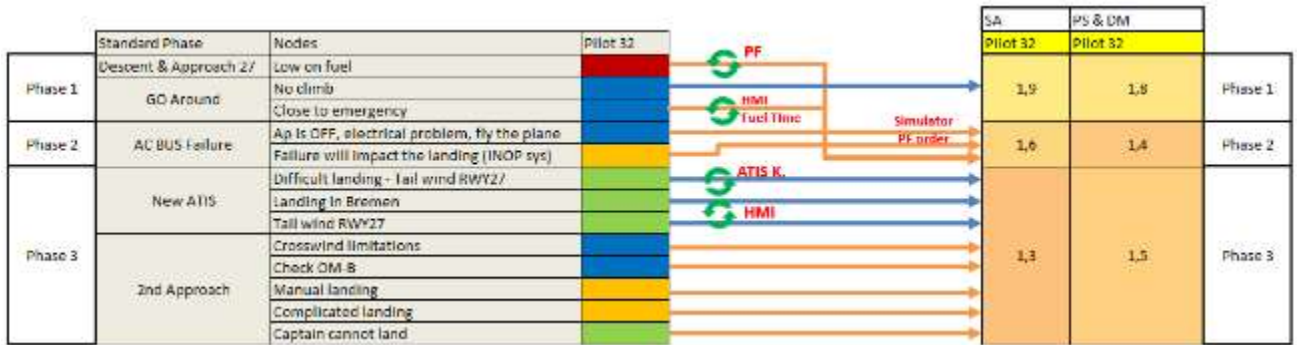 SA PS & DM
Standard Phase Nodes Pilot 32 Pilot 32 Pilot 32
Phase 1 Descent & Approach 27 Low on fuel PF 1,9 1,8 Phase 1
GO Around No climb
Close to emergency HMI
Fuel Time
Simulator
Phase 2 AC BUS Failure Ap is OFF, electrical problem, fly the plane PF order 1,6 1,4 Phase 2
Failure will impact the landing (INOP sys)
Phase 3 New ATIS Difficult landing - Tail wind RWY27 ATIS K. 1,3 1,5 Phase 3
Landing in Bremen
Tail wind RWY27 HMI
2nd Approach Crosswind limitations
Check OM-B
Manual landing
Complicated landing
Captain cannot land